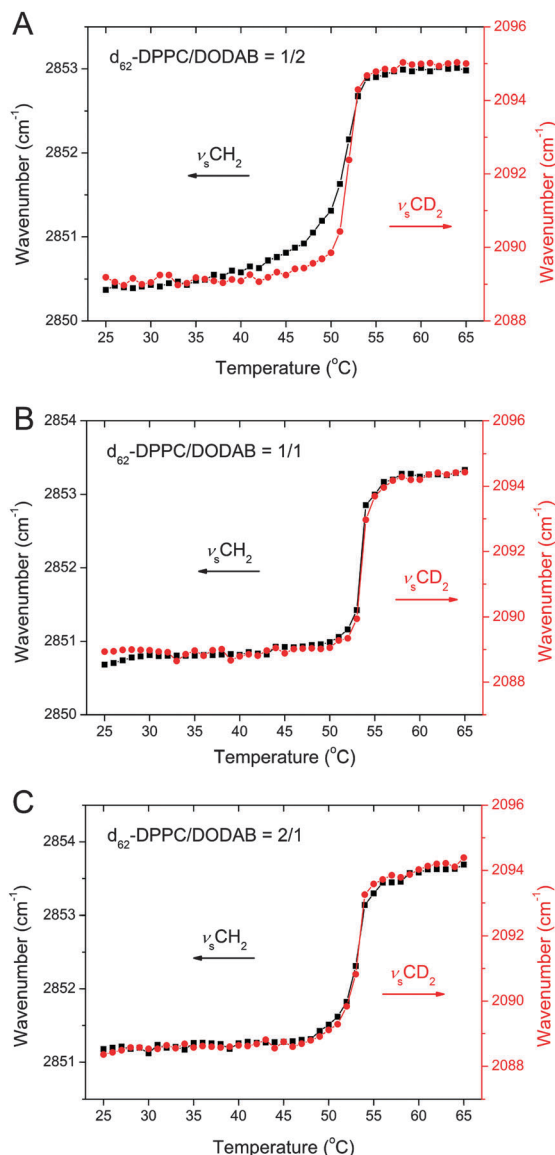 A
d62-DPPC/DODAB = 1/2
2853
2852
2851
2850
Wavenumber (cm-1)
νsCH2
νsCD2
2096
2094
2092
2090
2088
Wavenumber (cm-1)
25 30 35 40 45 50 55 60 65
Temperature (oC)
B
d62-DPPC/DODAB = 1/1
2854
2853
2852
2851
2850
Wavenumber (cm-1)
νsCH2
νsCD2
2096
2094
2092
2090
2088
Wavenumber (cm-1)
25 30 35 40 45 50 55 60 65
Temperature (oC)
C
d62-DPPC/DODAB = 2/1
2854
2853
2852
2851
Wavenumber (cm-1)
νsCH2
νsCD2
2096
2094
2092
2090
2088
Wavenumber (cm-1)
25 30 35 40 45 50 55 60 65
Temperature (oC)